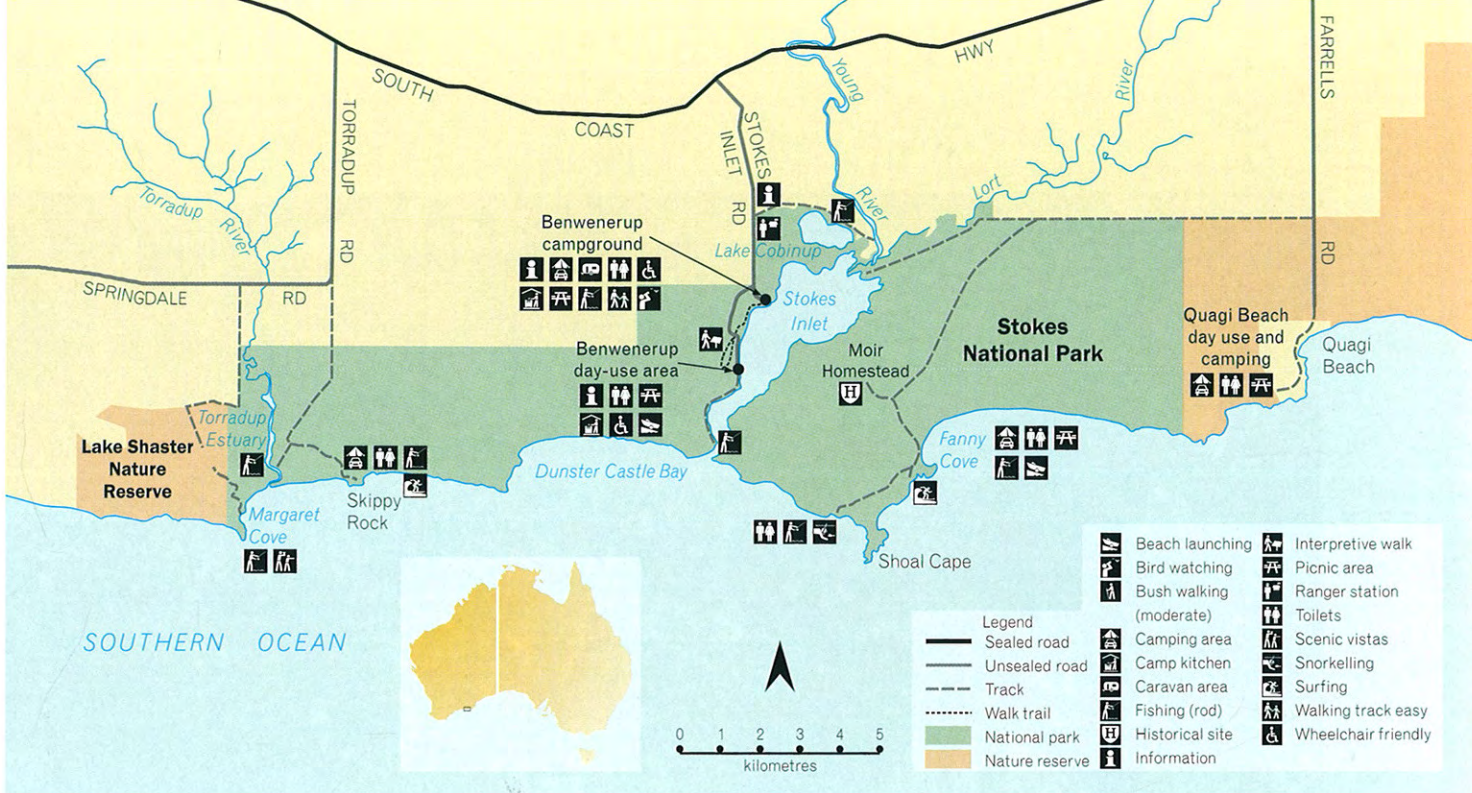 SOUTH
COAST
HWY
TORRADUP
RD
STOKES
INLET
RD
Young
River
Lort
River
FARRELLS
RD
Torradup
River
SPRINGDALE
RD
Benwenerup
campground
Lake Cobinup
Stokes
Inlet
Benwenerup
day-use area
Moir
Homestead
H
Stokes
National Park
Quagi Beach
day use and
camping
Quagi
Beach
Torradup
Estuary
Lake Shaster
Nature
Reserve
Margaret
Cove
Skippy
Rock
Dunster Castle Bay
Fanny
Cove
Shoal Cape
SOUTHERN OCEAN
0 1 2 3 4 5
kilometres
Legend
Sealed road
Unsealed road
Track
Walk trail
National park
Nature reserve
Beach launching
Bird watching
Bush walking
(moderate)
Camping area
Camp kitchen
Caravan area
Fishing (rod)
H Historical site
i Information
Interpretive walk
Picnic area
Ranger station
Toilets
Scenic vistas
Snorkelling
Surfing
Walking track easy
Wheelchair friendly